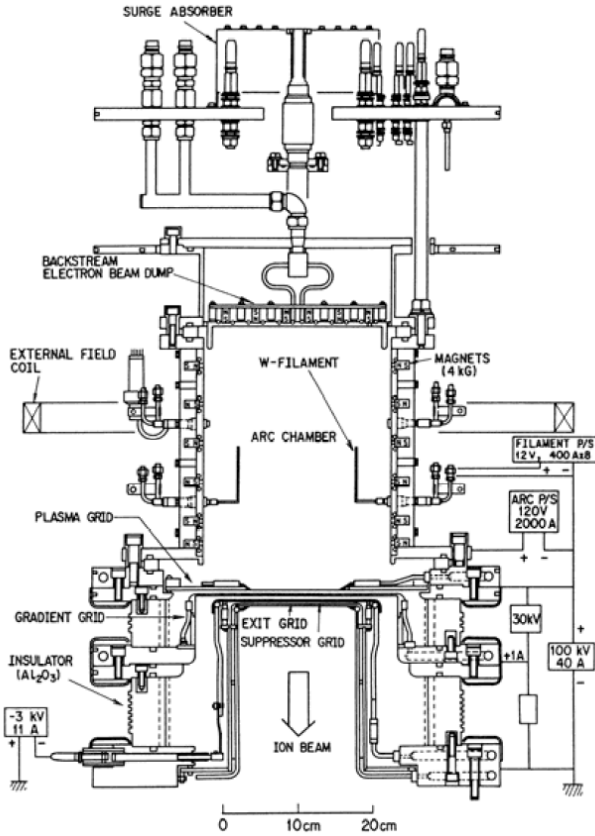 SURGE ABSORBER
BACKSTREAM
ELECTRON BEAM DUMP
EXTERNAL FIELD
COIL
W-FILAMENT
MAGNETS
(4 kG)
ARC CHAMBER
FILAMENT P/S
12V, 400 A×8
+ -
PLASMA GRID
ARC P/S
120V
2000 A
+ -
GRADIENT GRID
EXIT GRID
SUPPRESSOR GRID
30kV
INSULATOR
(Al2O3)
+1A
+
100 kV
40 A
-
-3 kV
11 A
+ -
ION BEAM
0 10cm 20cm